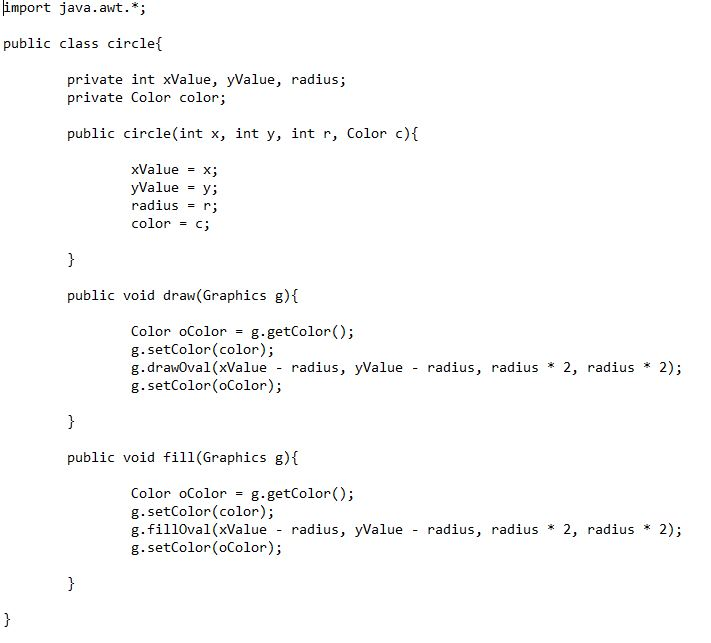 import java.awt.*;
public class circle{
private int xValue, yValue, radius;
private Color color;
public circle(int x, int y, int r, Color c){
xValue = x;
yValue = y;
radius = r;
color = c;
}
public void draw(Graphics g){
Color oColor = g.getColor();
g.setColor(color);
g.drawOval(xValue - radius, yValue - radius, radius * 2, radius * 2);
g.setColor(oColor);
}
public void fill(Graphics g){
Color oColor = g.getColor();
g.setColor(color);
g.fillOval(xValue - radius, yValue - radius, radius * 2, radius * 2);
g.setColor(oColor);
}
}